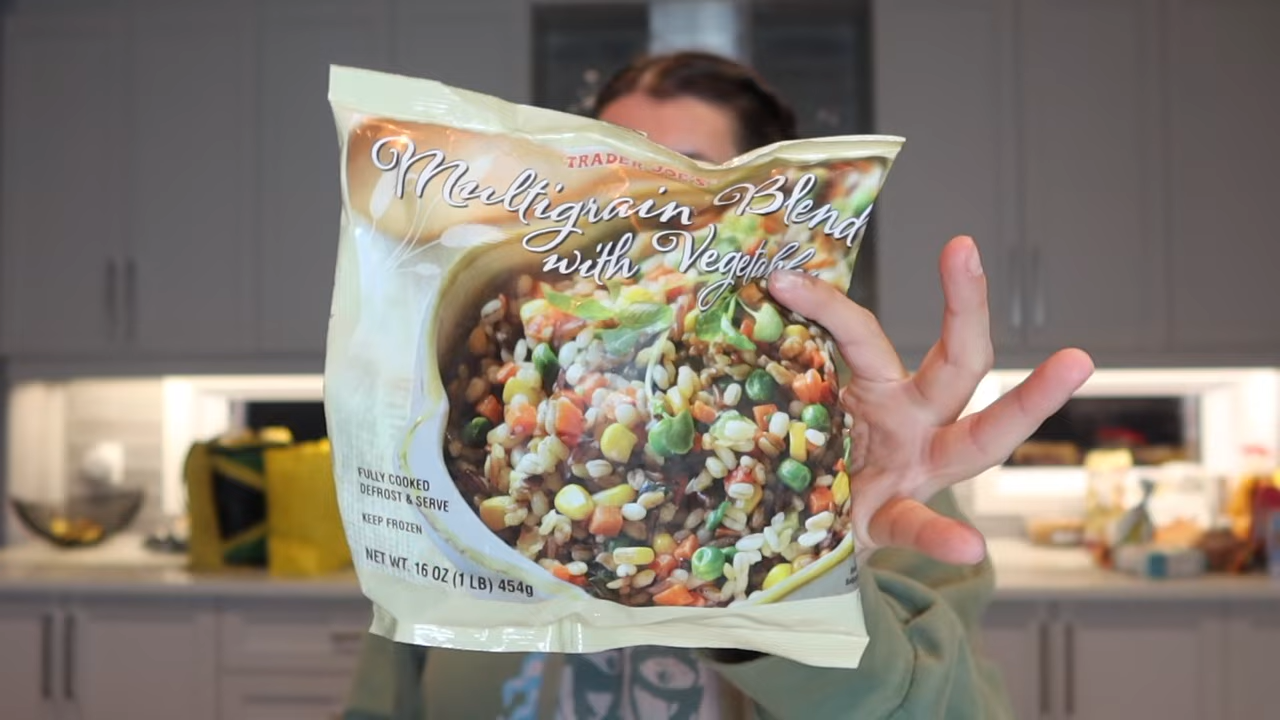 TRADER JOE'S
Multigrain Blend
with Vegetables
FULLY COOKED
DEFROST & SERVE
KEEP FROZEN
NET WT. 16 OZ (1 LB) 454g